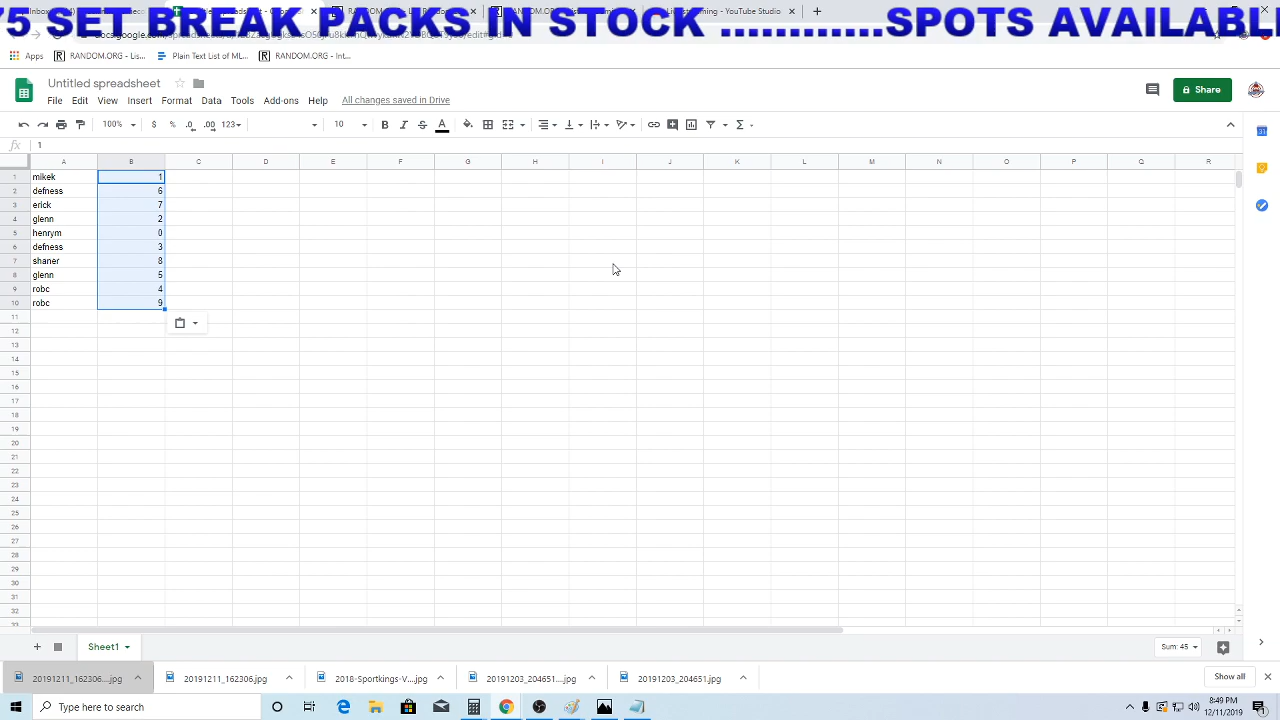 75 SET BREAK PACKS IN STOCK ............SPOTS AVAILABL
Livestreaming - YouTube Studio
Apps RANDOM.ORG - Lis... Plain Text List of ML... RANDOM.ORG - Int...
Untitled spreadsheet
File Edit View Insert Format Data Tools Add-ons Help All changes saved in Drive
Share
100% $ % .0 .00 123 10 B I S A
fx 1
A B C D E F G H I J K L M N O P Q R
1 mikek 1
2 defness 6
3 erick 7
4 glenn 2
5 henrym 0
6 defness 3
7 shaner 8
8 glenn 5
9 robc 4
10 robc 9
11
12
13
14
15
16
17
18
19
20
21
22
23
24
25
26
27
28
29
30
31
32
33
Sheet1
Sum: 45
20191211_162306....jpg 20191211_162306.jpg 2018-Sportkings-V....jpg 20191203_204651....jpg 20191203_204651.jpg Show all
Type here to search
8:49 PM
12/11/2019